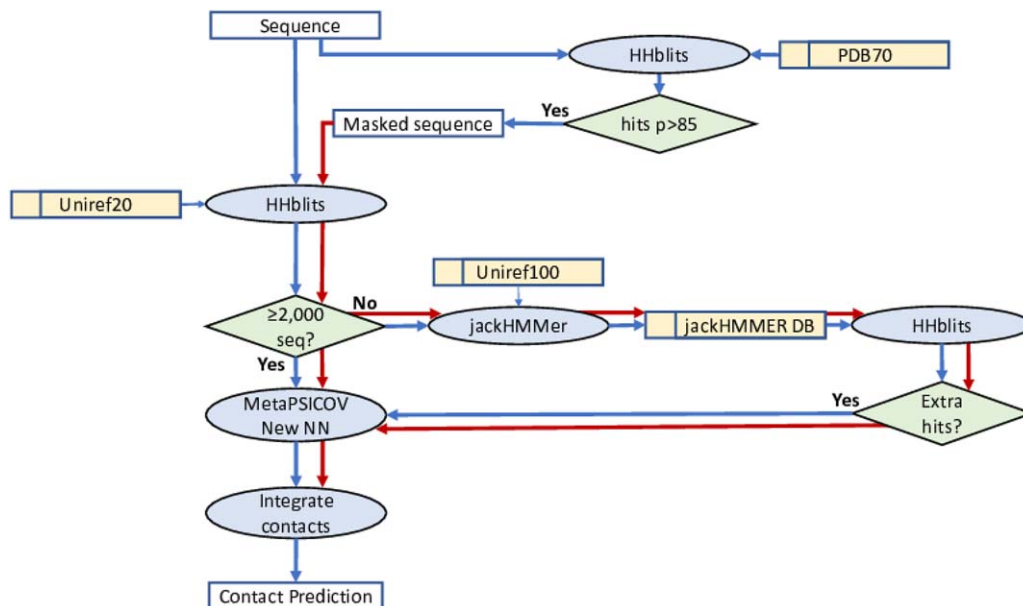 Sequence
HHblits
PDB70
Yes
Masked sequence
hits p>85
Uniref20
HHblits
Uniref100
No
≥2,000
seq?
jackHMMer
jackHMMER DB
HHblits
Yes
MetaPSICOV
New NN
Yes
Extra
hits?
Integrate
contacts
Contact Prediction